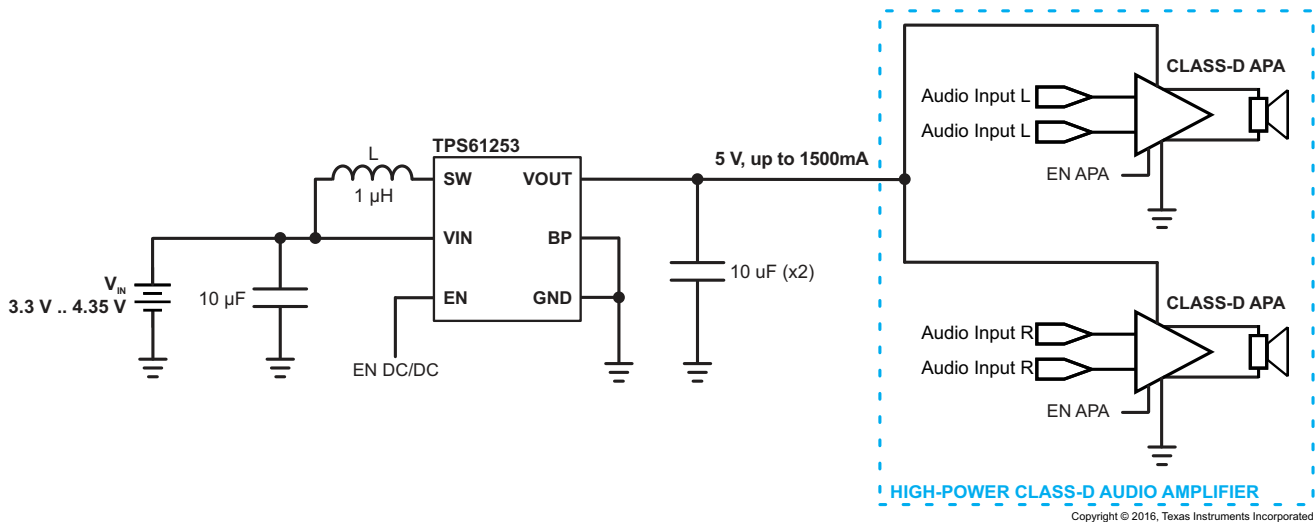 CLASS-D APA
Audio Input L
Audio Input L
EN APA
TPS61253
L
1 µH
SW
VOUT
5 V, up to 1500mA
VIN
BP
EN
GND
V_IN
3.3 V .. 4.35 V
10 µF
10 uF (x2)
EN DC/DC
CLASS-D APA
Audio Input R
Audio Input R
EN APA
HIGH-POWER CLASS-D AUDIO AMPLIFIER
Copyright © 2016, Texas Instruments Incorporated